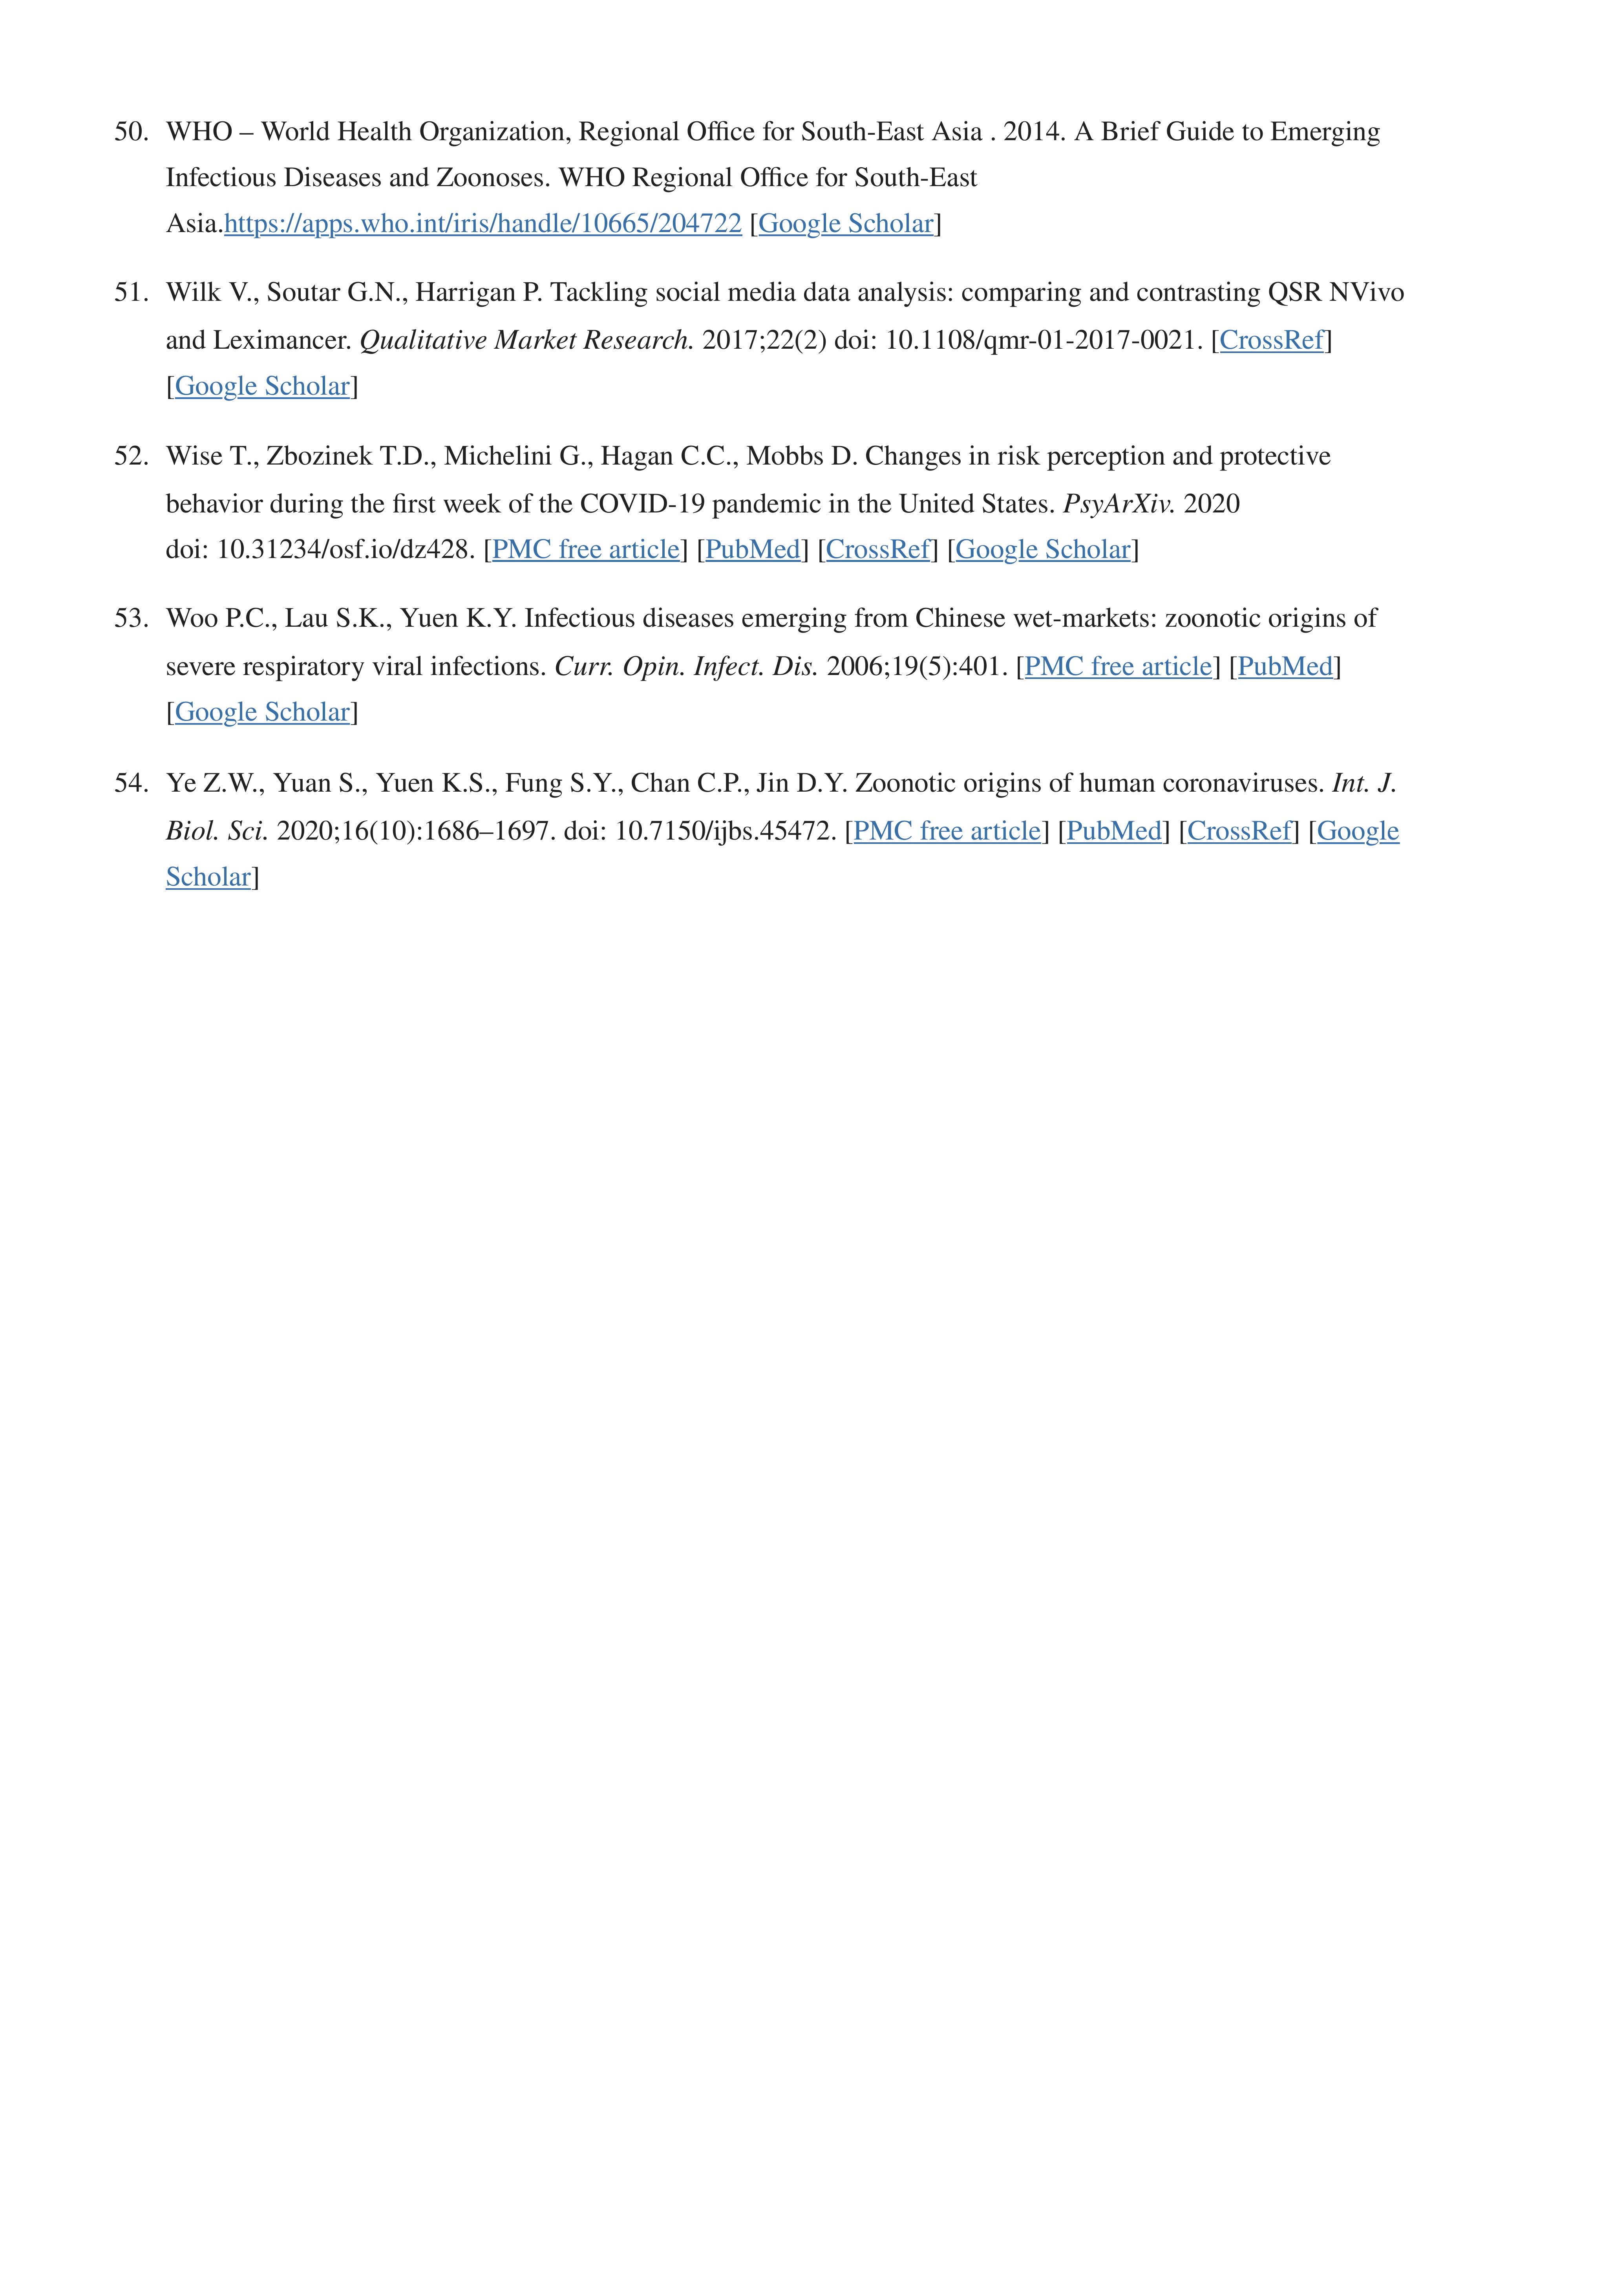 50. WHO – World Health Organization, Regional Office for South-East Asia . 2014. A Brief Guide to Emerging
Infectious Diseases and Zoonoses. WHO Regional Office for South-East
Asia.https://apps.who.int/iris/handle/10665/204722 [Google Scholar]
51. Wilk V., Soutar G.N., Harrigan P. Tackling social media data analysis: comparing and contrasting QSR NVivo
and Leximancer. Qualitative Market Research. 2017;22(2) doi: 10.1108/qmr-01-2017-0021. [CrossRef]
[Google Scholar]
52. Wise T., Zbozinek T.D., Michelini G., Hagan C.C., Mobbs D. Changes in risk perception and protective
behavior during the first week of the COVID-19 pandemic in the United States. PsyArXiv. 2020
doi: 10.31234/osf.io/dz428. [PMC free article] [PubMed] [CrossRef] [Google Scholar]
53. Woo P.C., Lau S.K., Yuen K.Y. Infectious diseases emerging from Chinese wet-markets: zoonotic origins of
severe respiratory viral infections. Curr. Opin. Infect. Dis. 2006;19(5):401. [PMC free article] [PubMed]
[Google Scholar]
54. Ye Z.W., Yuan S., Yuen K.S., Fung S.Y., Chan C.P., Jin D.Y. Zoonotic origins of human coronaviruses. Int. J.
Biol. Sci. 2020;16(10):1686–1697. doi: 10.7150/ijbs.45472. [PMC free article] [PubMed] [CrossRef] [Google
Scholar]